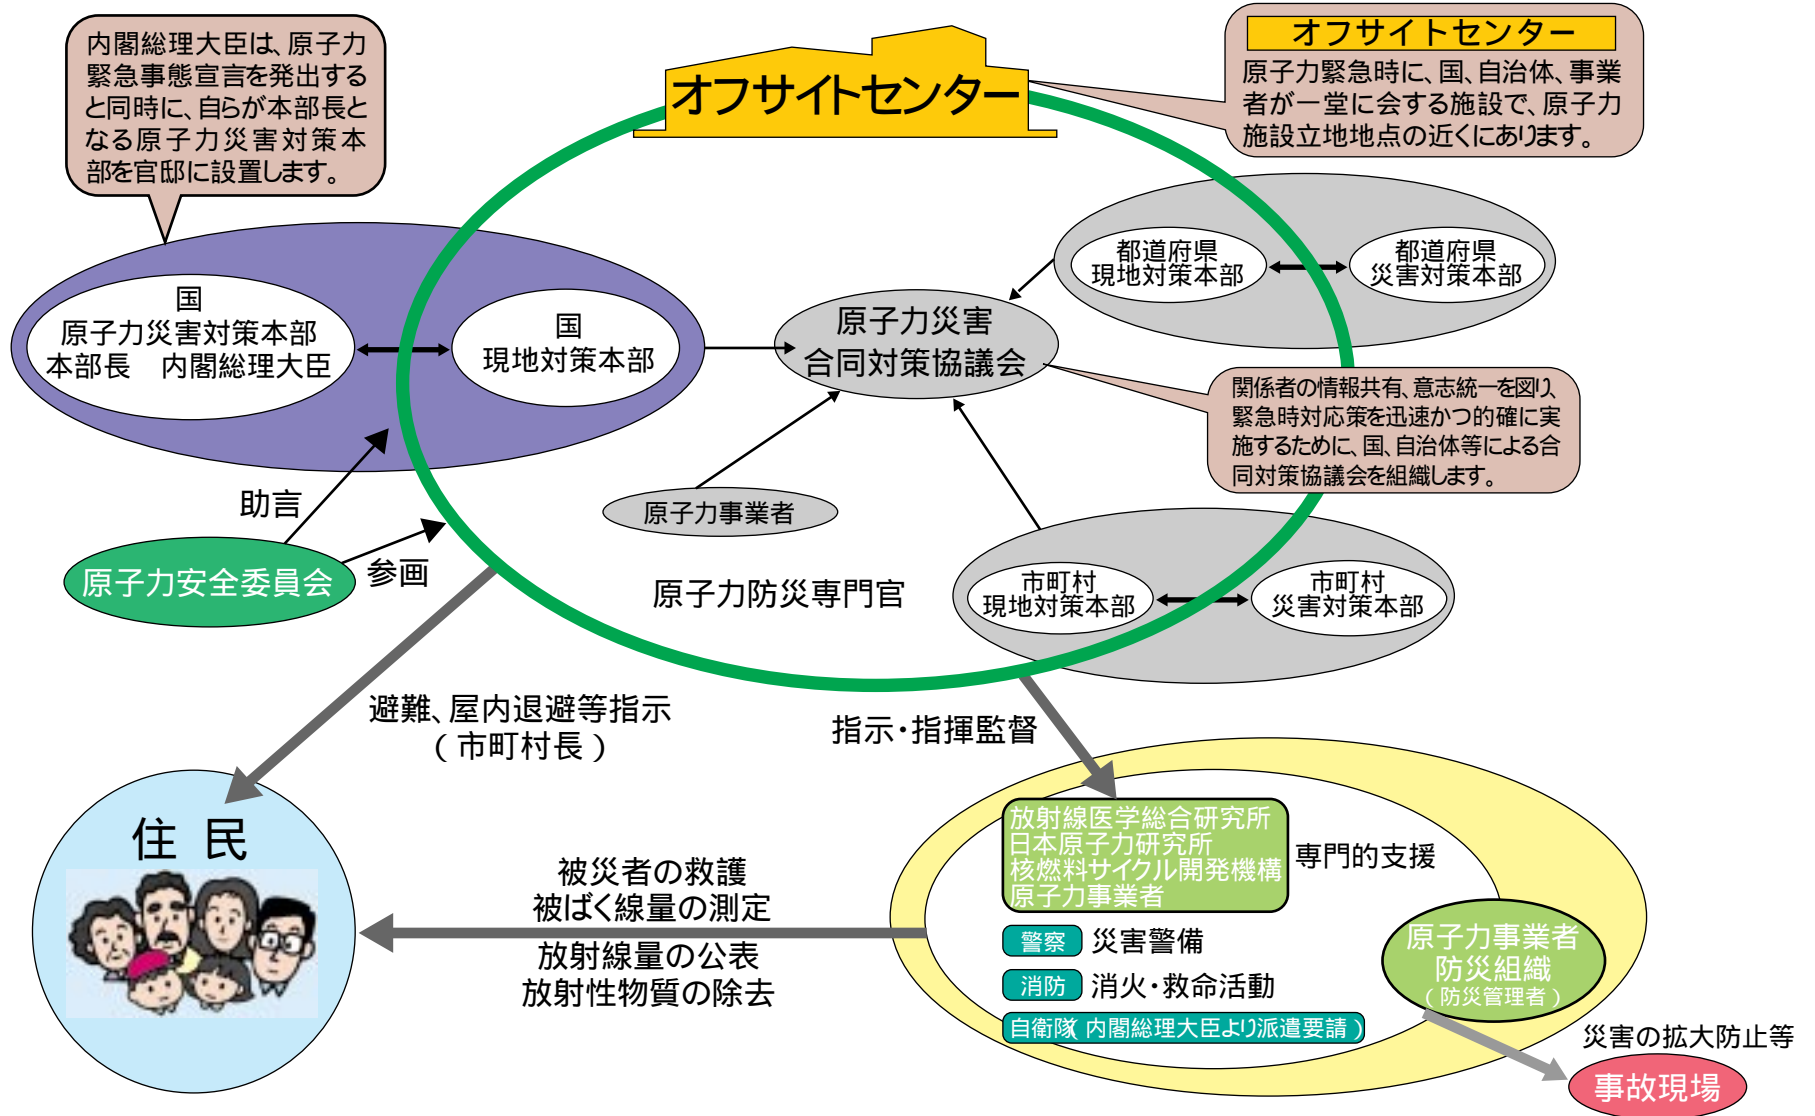 内閣総理大臣は、原子力
緊急事態宣言を発出する
と同時に、自らが本部長と
なる原子力災害対策本
部を官邸に設置します。
オフサイトセンター
オフサイトセンター
原子力緊急時に、国、自治体、事業
者が一堂に会する施設で、原子力
施設立地地点の近くにあります。
国
原子力災害対策本部
本部長　内閣総理大臣
国
現地対策本部
原子力災害
合同対策協議会
都道府県
現地対策本部
都道府県
災害対策本部
関係者の情報共有、意志統一を図り、
緊急時対応策を迅速かつ的確に実
施するために、国、自治体等による合
同対策協議会を組織します。
助言
原子力安全委員会
参画
原子力事業者
原子力防災専門官
市町村
現地対策本部
市町村
災害対策本部
避難、屋内退避等指示
(市町村長)
指示・指揮監督
住民
被災者の救護
被ばく線量の測定
放射線量の公表
放射性物質の除去
放射線医学総合研究所
日本原子力研究所
核燃料サイクル開発機構
原子力事業者
専門的支援
警察 災害警備
消防 消火・救命活動
自衛隊(内閣総理大臣より派遣要請)
原子力事業者
防災組織
(防災管理者)
災害の拡大防止等
事故現場